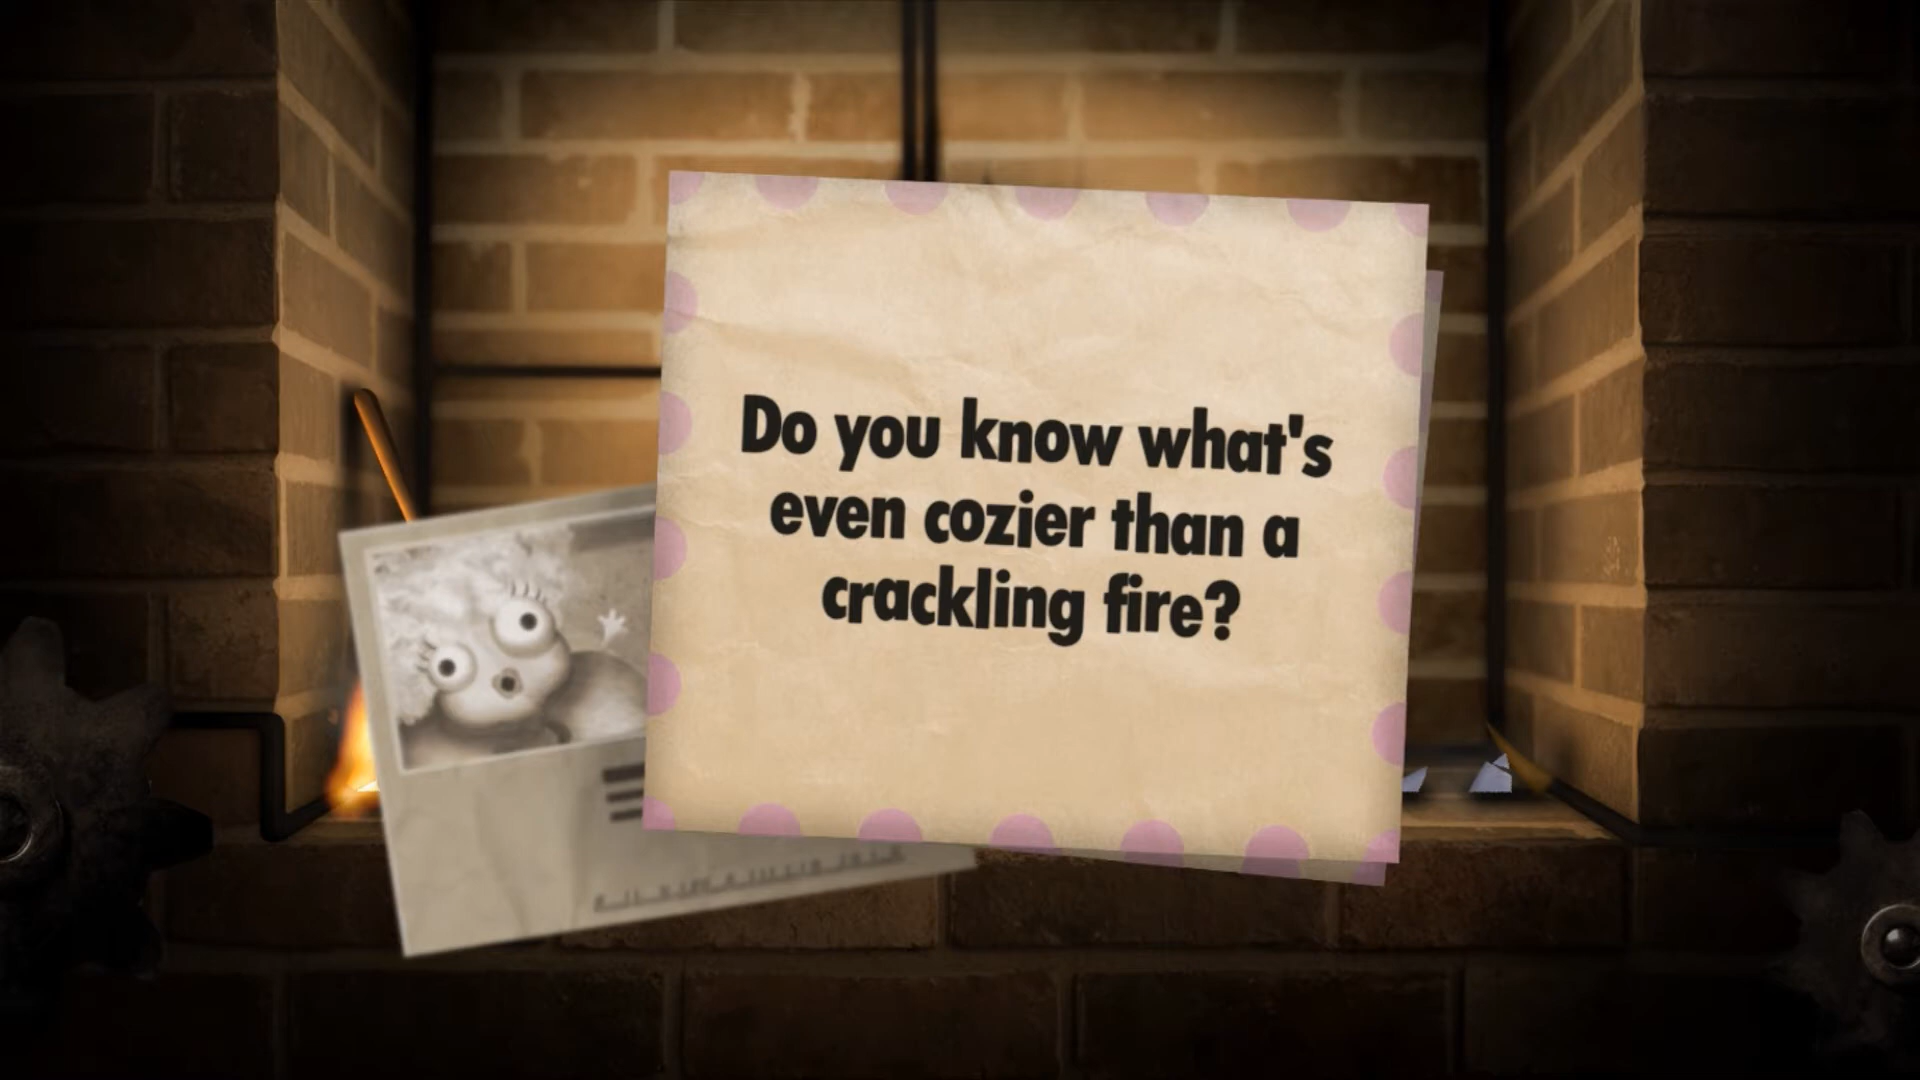 Do you know what's
even cozier than a
crackling fire?